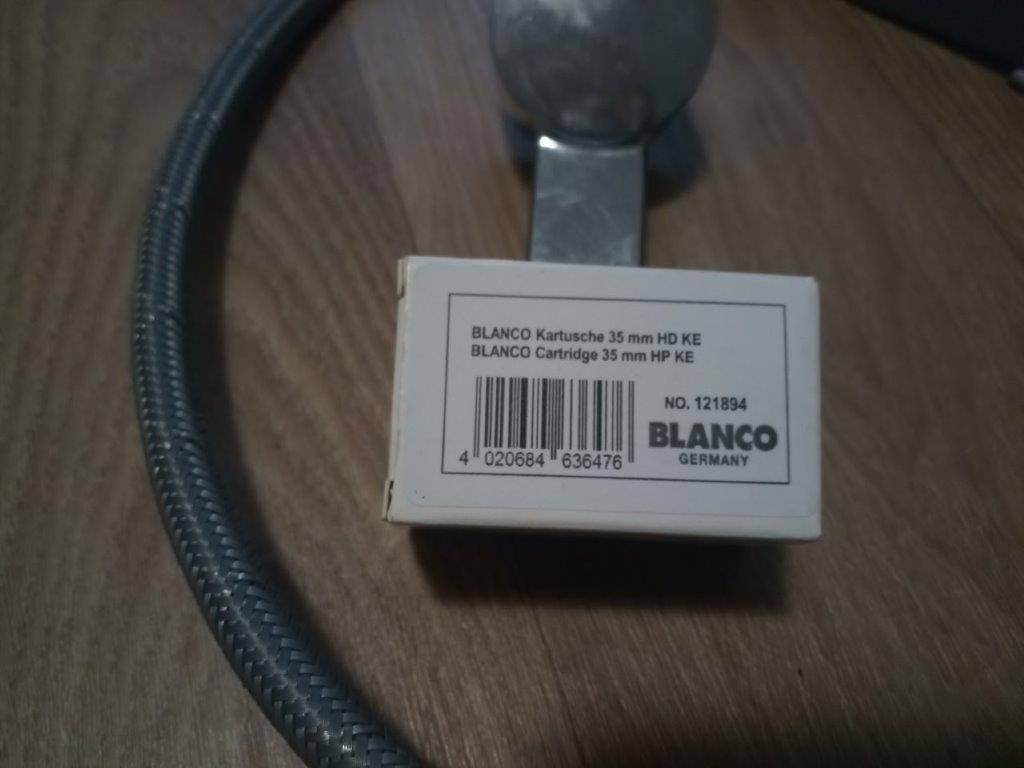 BLANCO Kartusche 35 mm HD KE
BLANCO Cartridge 35 mm HP KE
NO. 121894
BLANCO
GERMANY
4 020684 636476